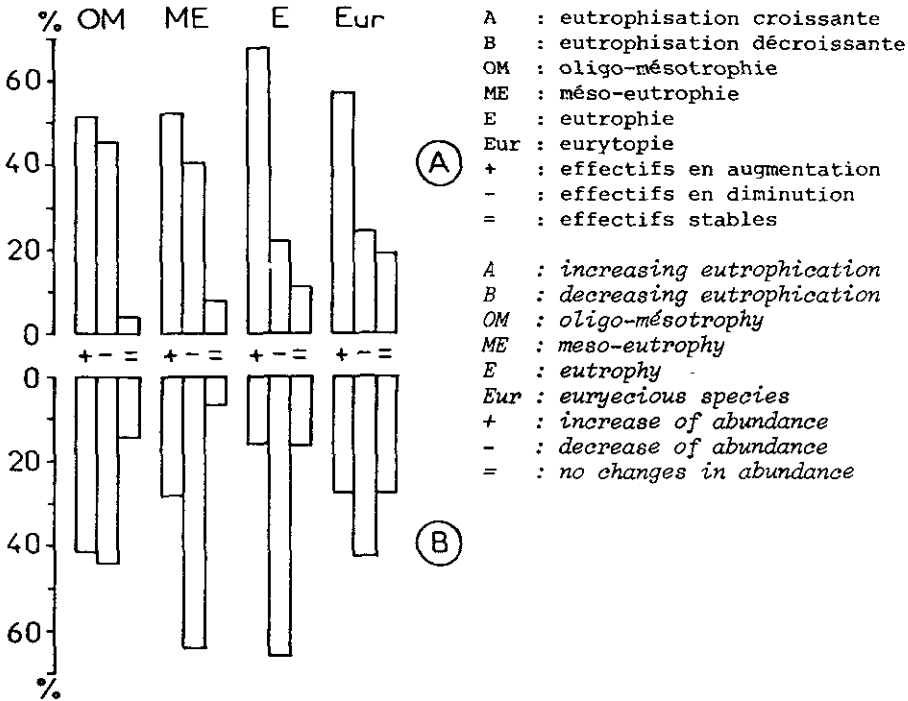 % OM ME E Eur
60
40
20
0
A
+ - = + - = + - = + - =
0
20
40
60
%
B
A : eutrophisation croissante
B : eutrophisation décroissante
OM : oligo-mésotrophie
ME : méso-eutrophie
E : eutrophie
Eur : eurytopie
+ : effectifs en augmentation
- : effectifs en diminution
= : effectifs stables
A : increasing eutrophication
B : decreasing eutrophication
OM : oligo-mésotrophy
ME : meso-eutrophy
E : eutrophy
Eur : euryecious species
+ : increase of abundance
- : decrease of abundance
= : no changes in abundance